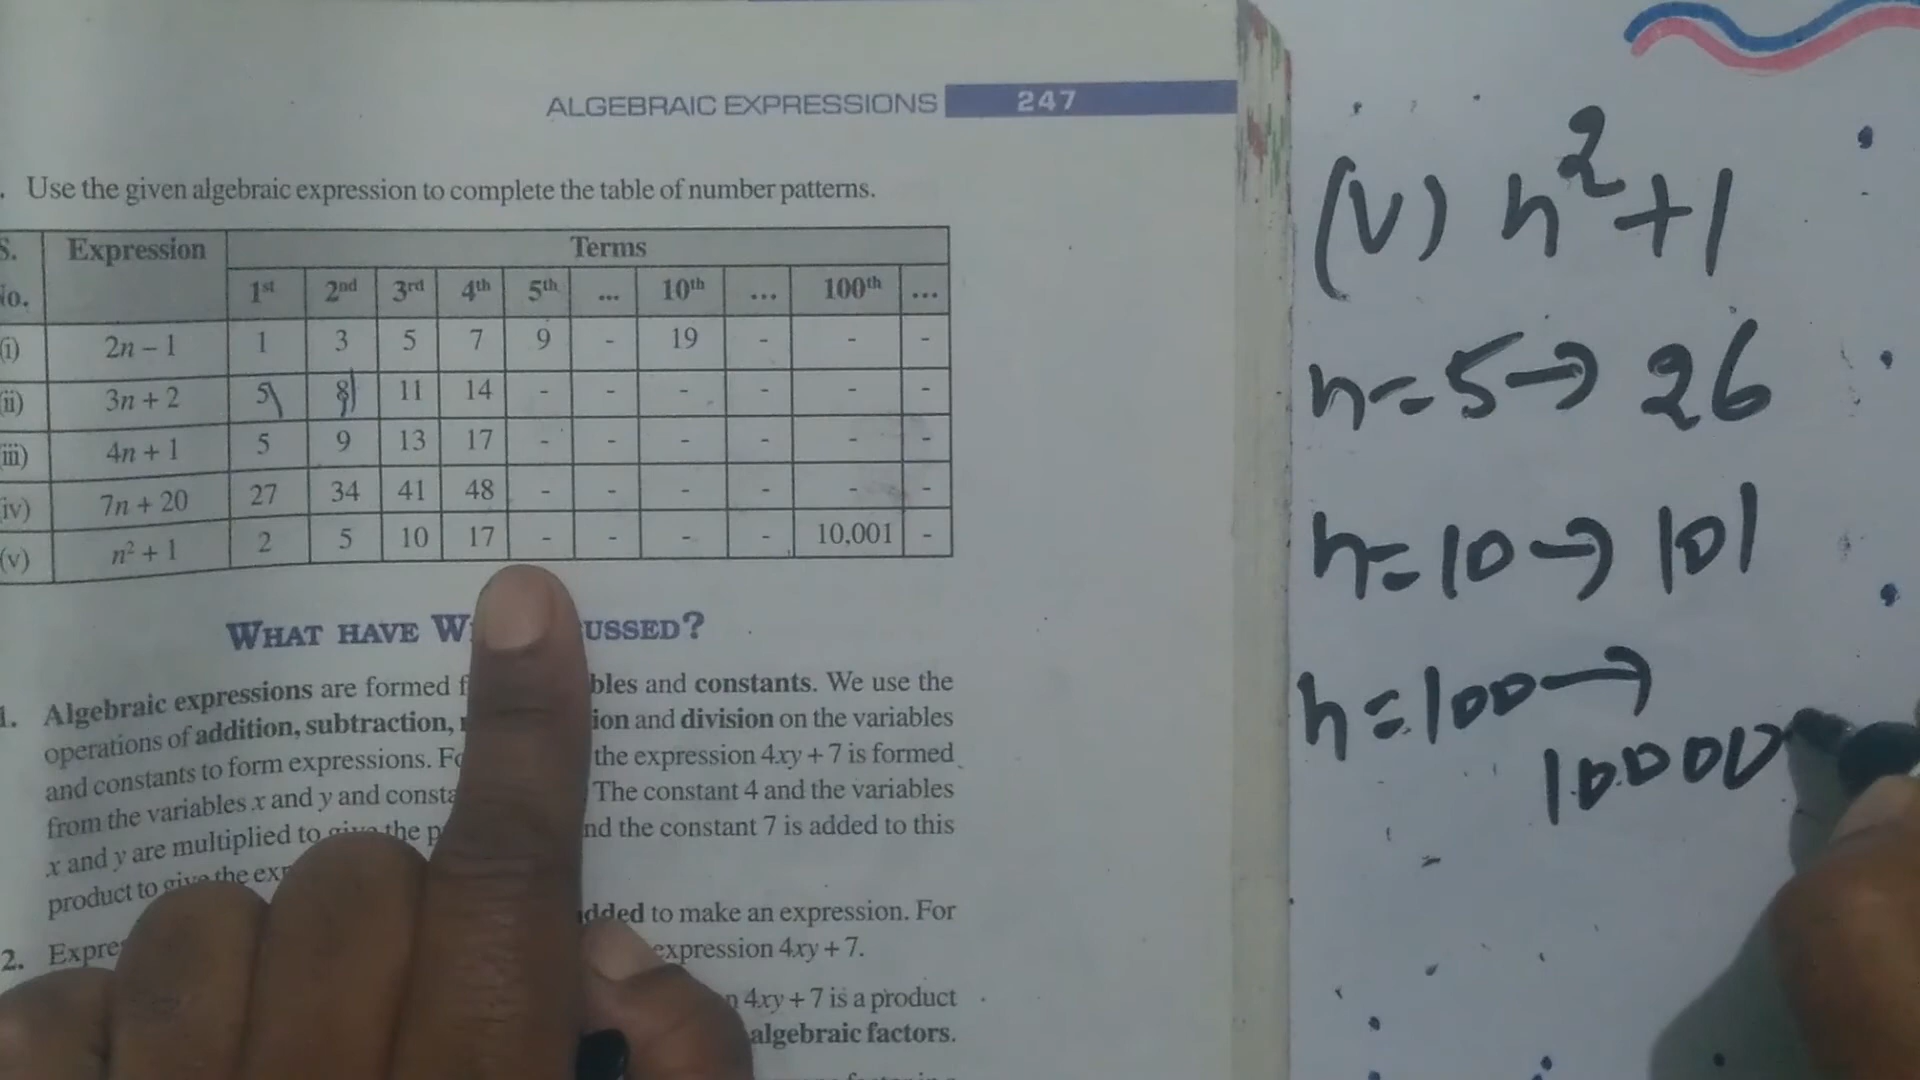 ALGEBRAIC EXPRESSIONS 247
. Use the given algebraic expression to complete the table of number patterns.
S. Expression Terms
No. 1st 2nd 3rd 4th 5th ... 10th ... 100th ...
(i) 2n – 1 1 3 5 7 9 - 19 - - -
(ii) 3n + 2 5 8 11 14 - - - - - -
(iii) 4n + 1 5 9 13 17 - - - - - -
(iv) 7n + 20 27 34 41 48 - - - - - -
(v) n² + 1 2 5 10 17 - - - - 10,001 -
WHAT HAVE W USSED?
1. Algebraic expressions are formed bles and constants. We use the
operations of addition, subtraction, ion and division on the variables
and constants to form expressions. the expression 4xy + 7 is formed
from the variables x and y and The constant 4 and the variables
x and y are multiplied to the nd the constant 7 is added to this
product to the
dded to make an expression. For
2. expression 4xy + 7.
4xy + 7 is a product
algebraic factors.
(V) n² + 1
n = 5 → 26
n = 10 → 101
n = 100 →
10000